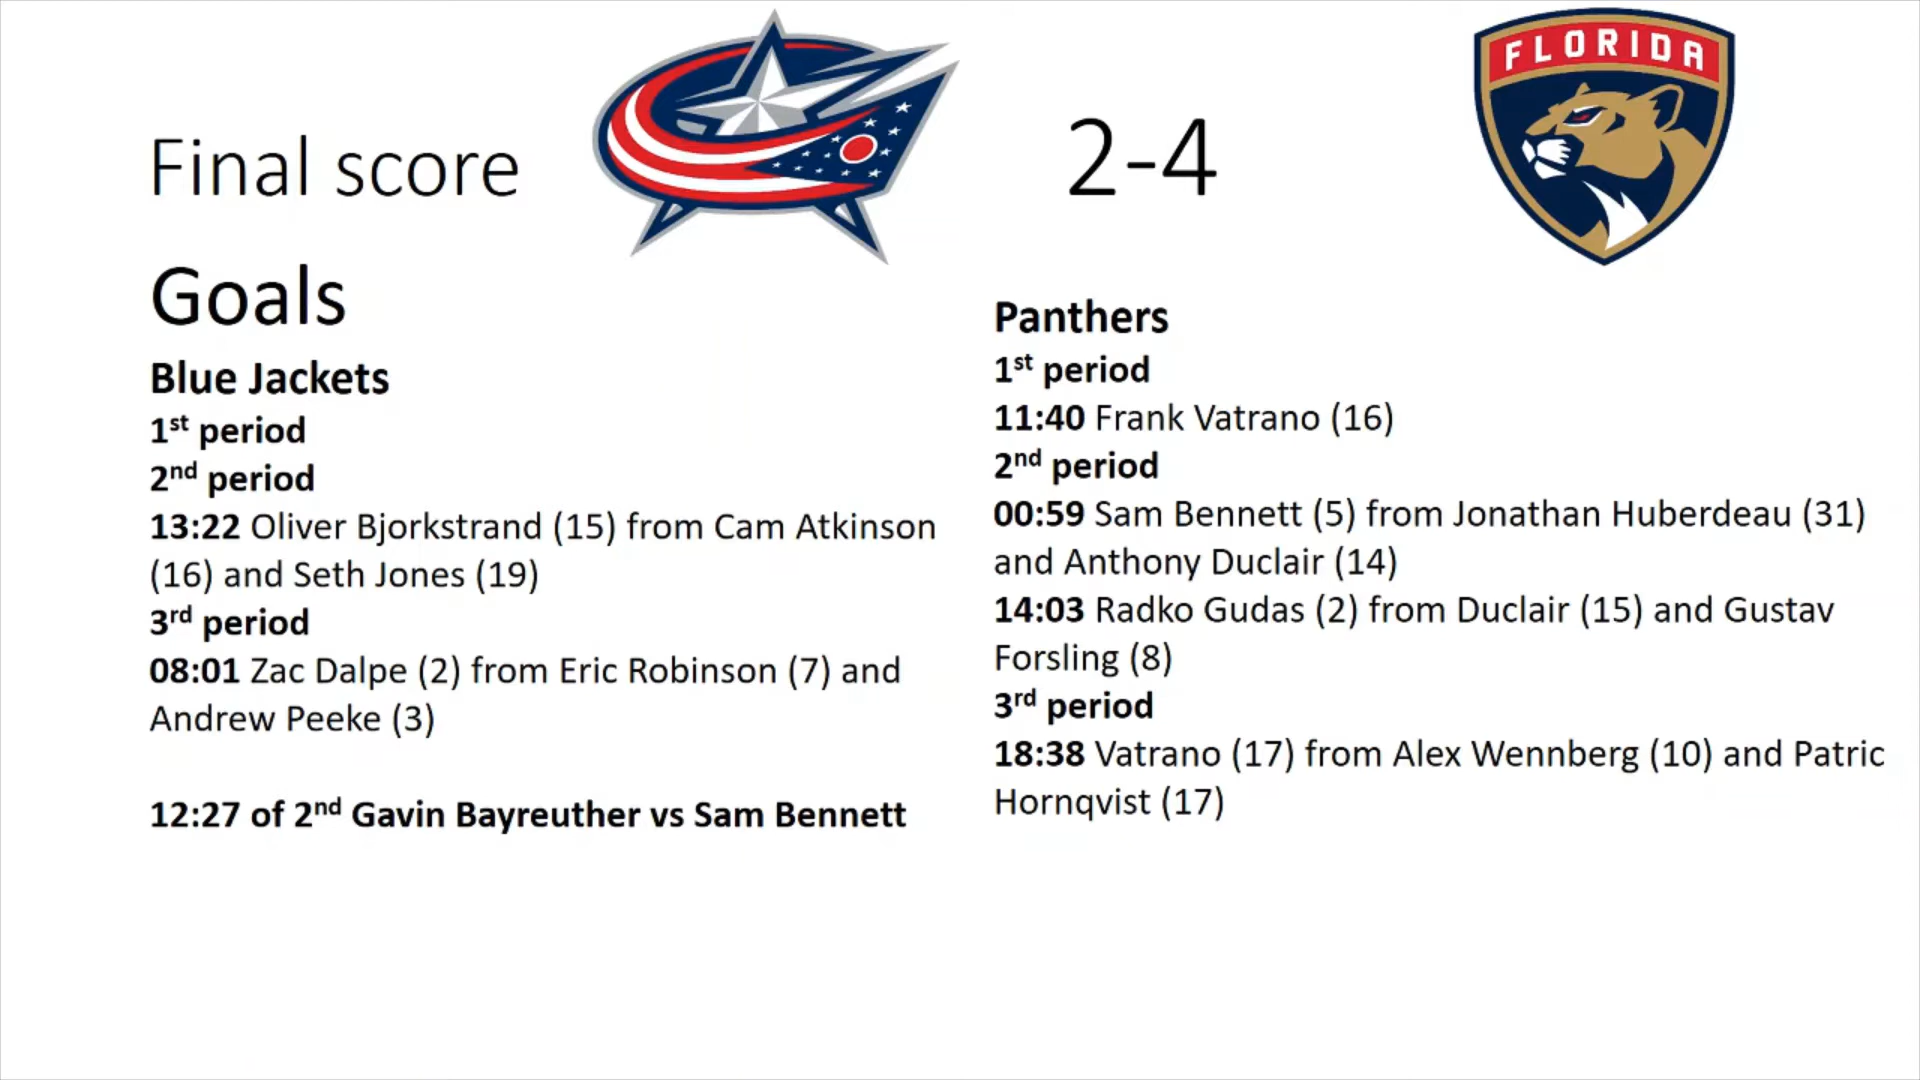 Final score
2-4
FLORIDA
Goals
Blue Jackets
1st period
2nd period
13:22 Oliver Bjorkstrand (15) from Cam Atkinson
(16) and Seth Jones (19)
3rd period
08:01 Zac Dalpe (2) from Eric Robinson (7) and
Andrew Peeke (3)
12:27 of 2nd Gavin Bayreuther vs Sam Bennett
Panthers
1st period
11:40 Frank Vatrano (16)
2nd period
00:59 Sam Bennett (5) from Jonathan Huberdeau (31)
and Anthony Duclair (14)
14:03 Radko Gudas (2) from Duclair (15) and Gustav
Forsling (8)
3rd period
18:38 Vatrano (17) from Alex Wennberg (10) and Patric
Hornqvist (17)